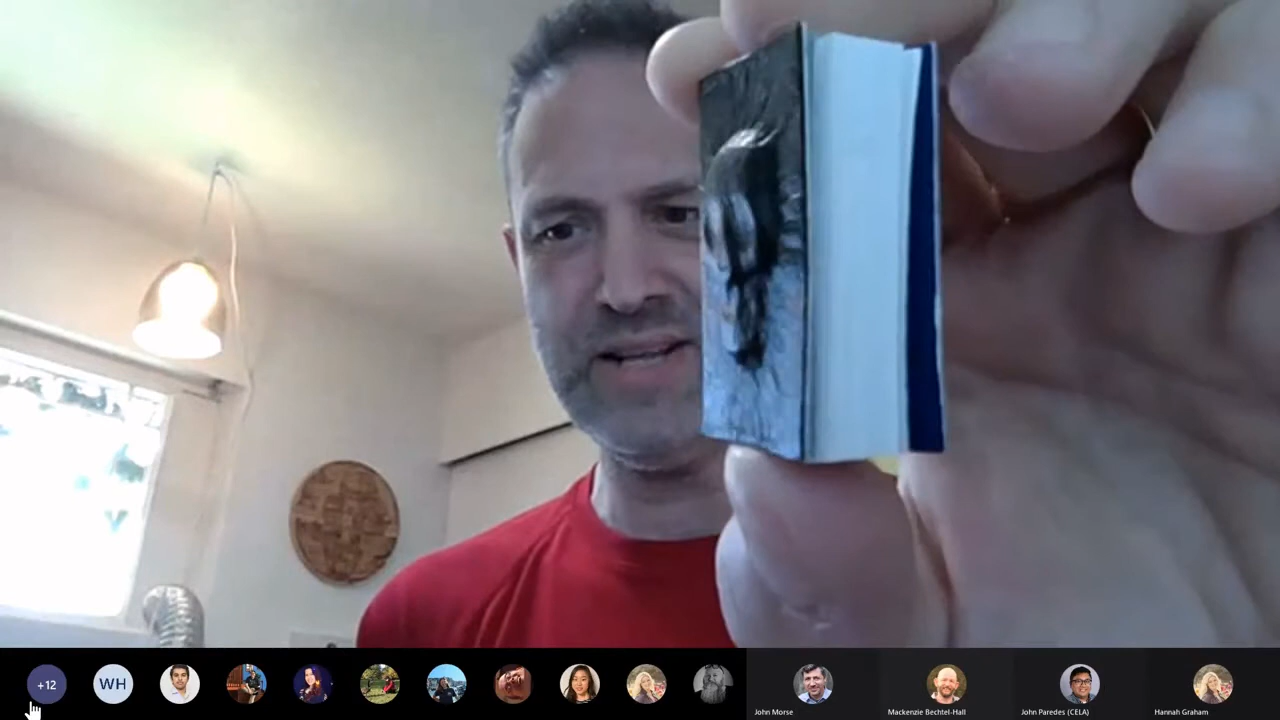 +12
WH
John Morse
Mackenzie Bechtel-Hall
John Paredes (CELA)
Hannah Graham